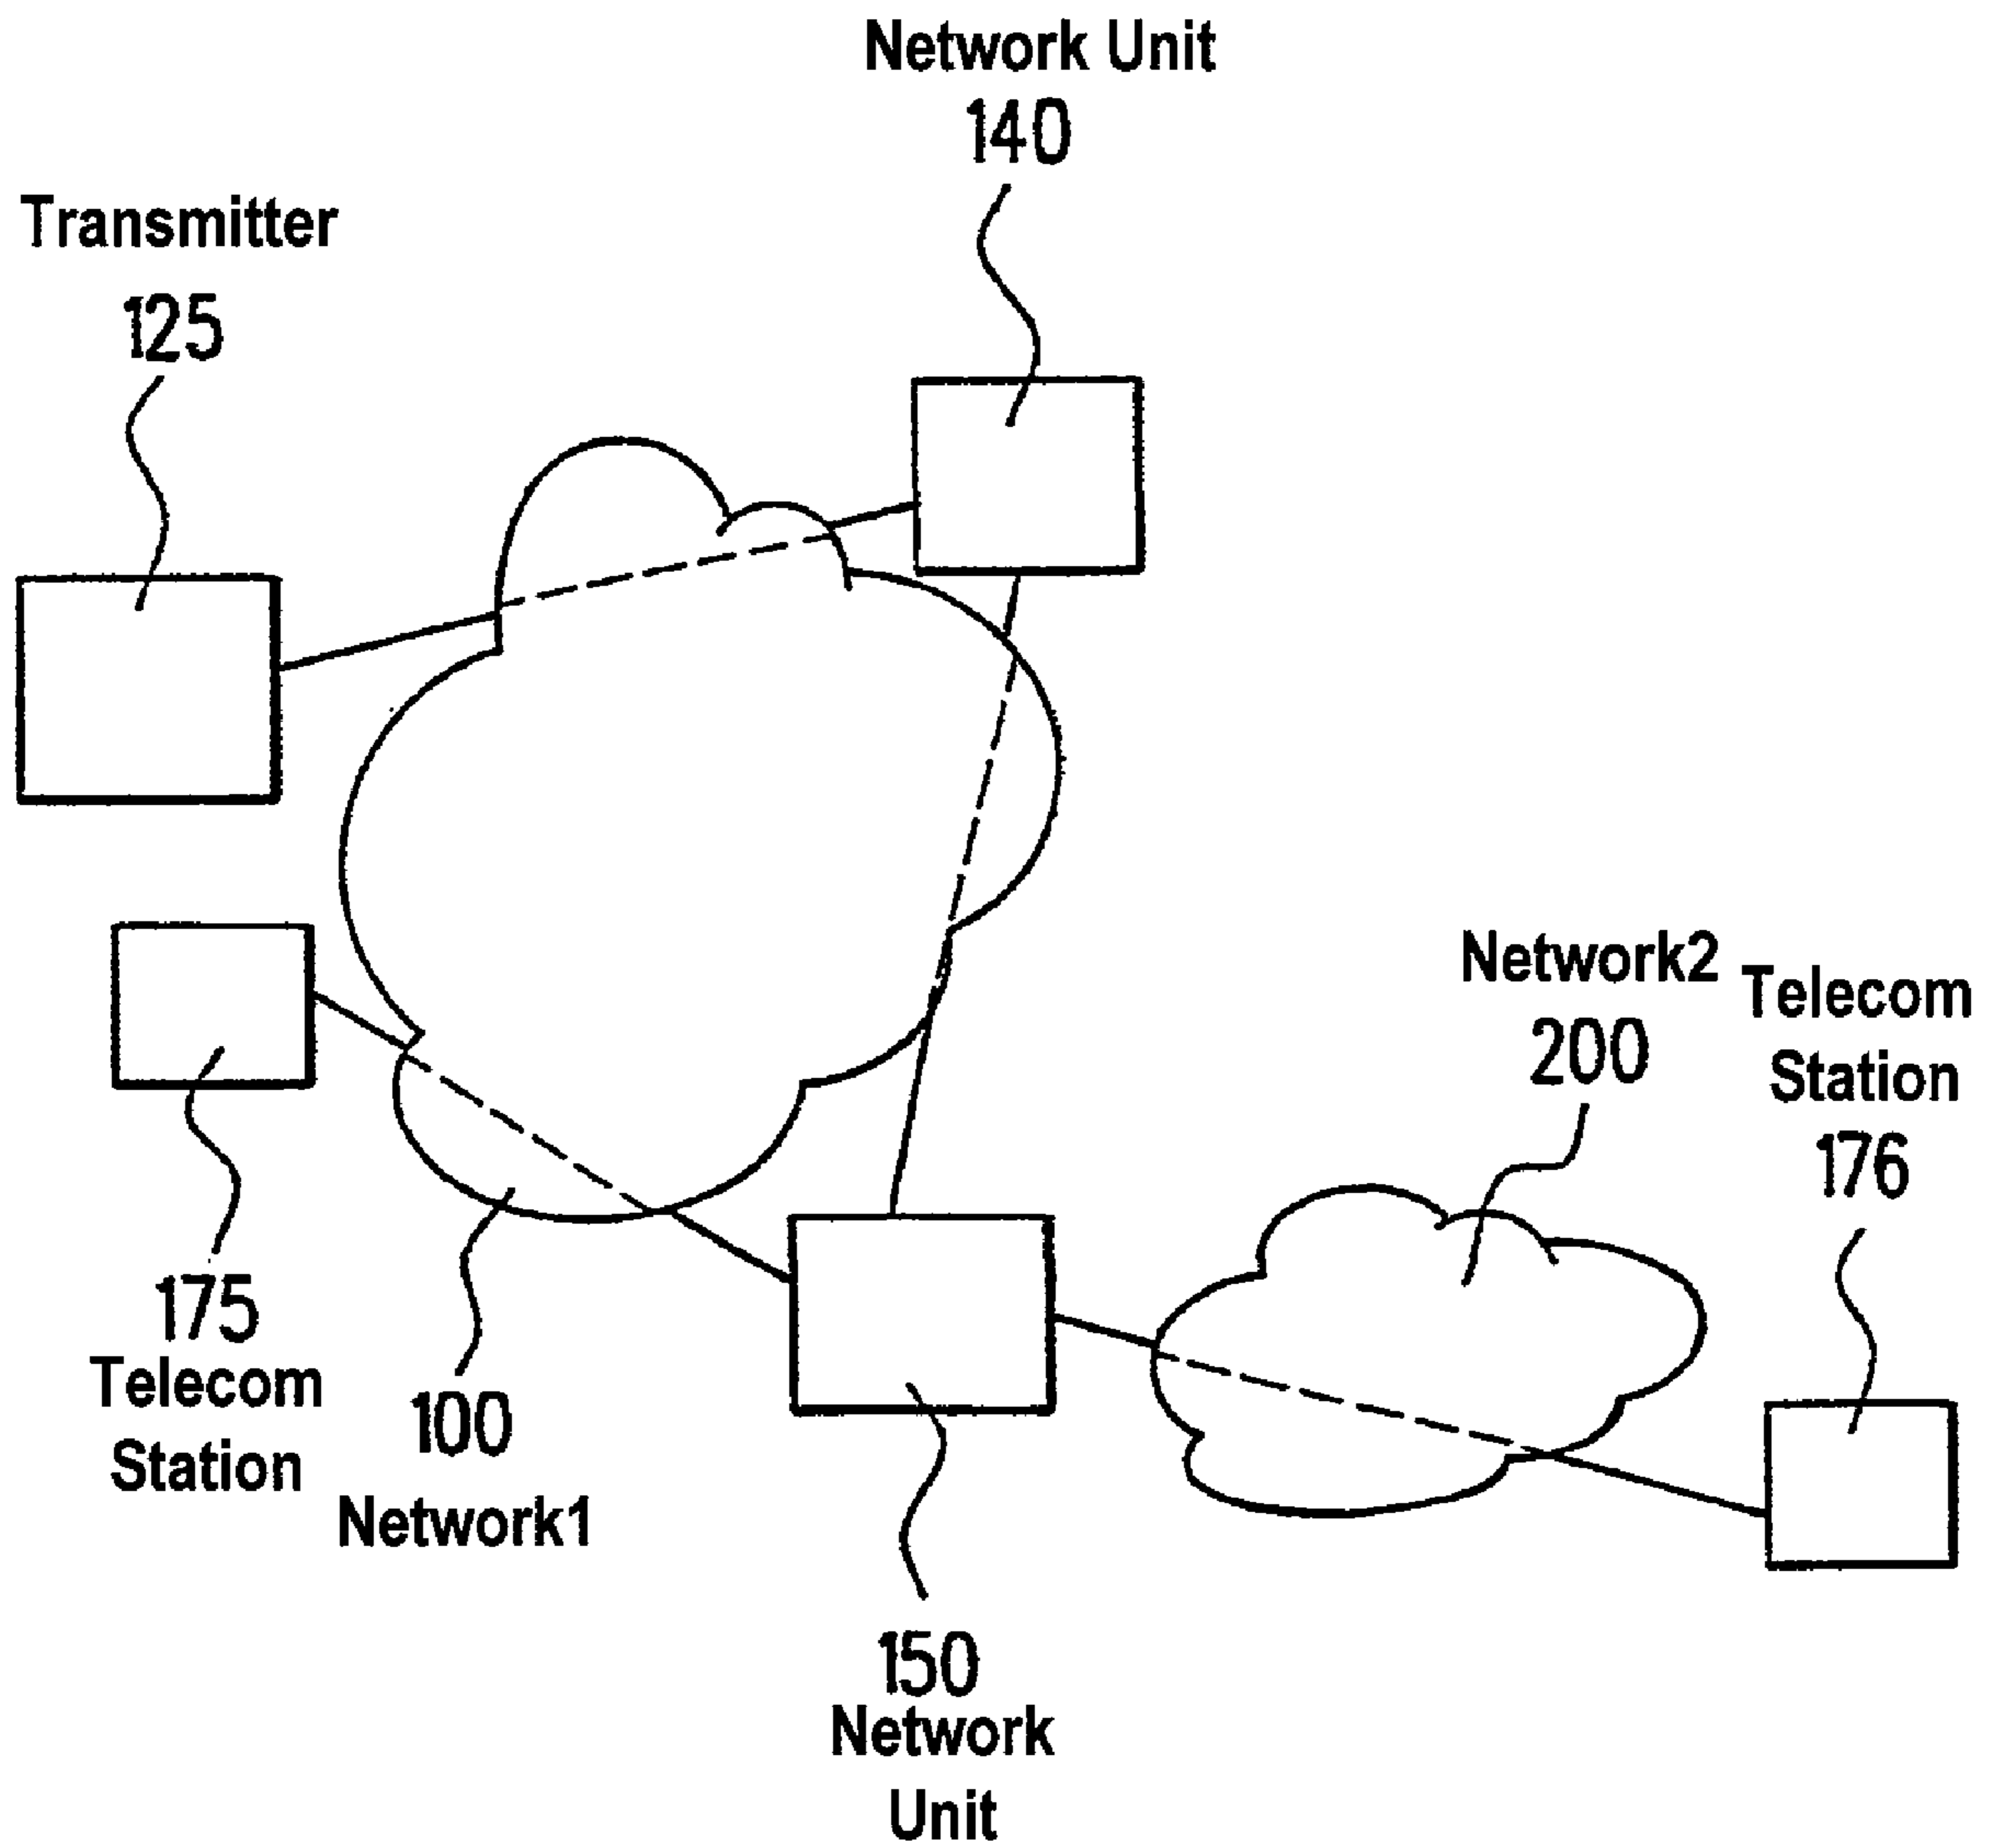 Network Unit
140
Transmitter
125
Network2
200
Telecom
Station
176
175
Telecom
Station
100
Network1
150
Network
Unit